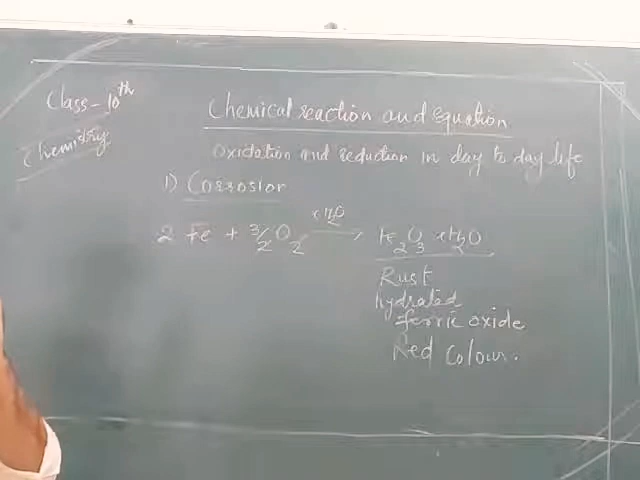 Class - 10th
Chemistry
Chemical reaction and Equation
Oxidation and reduction in day to day life
1) Corrosion
2 Fe + 3/2 O2 xH2O → Fe2O3 xH2O
Rust
hydrated
ferric oxide
Red Colour.